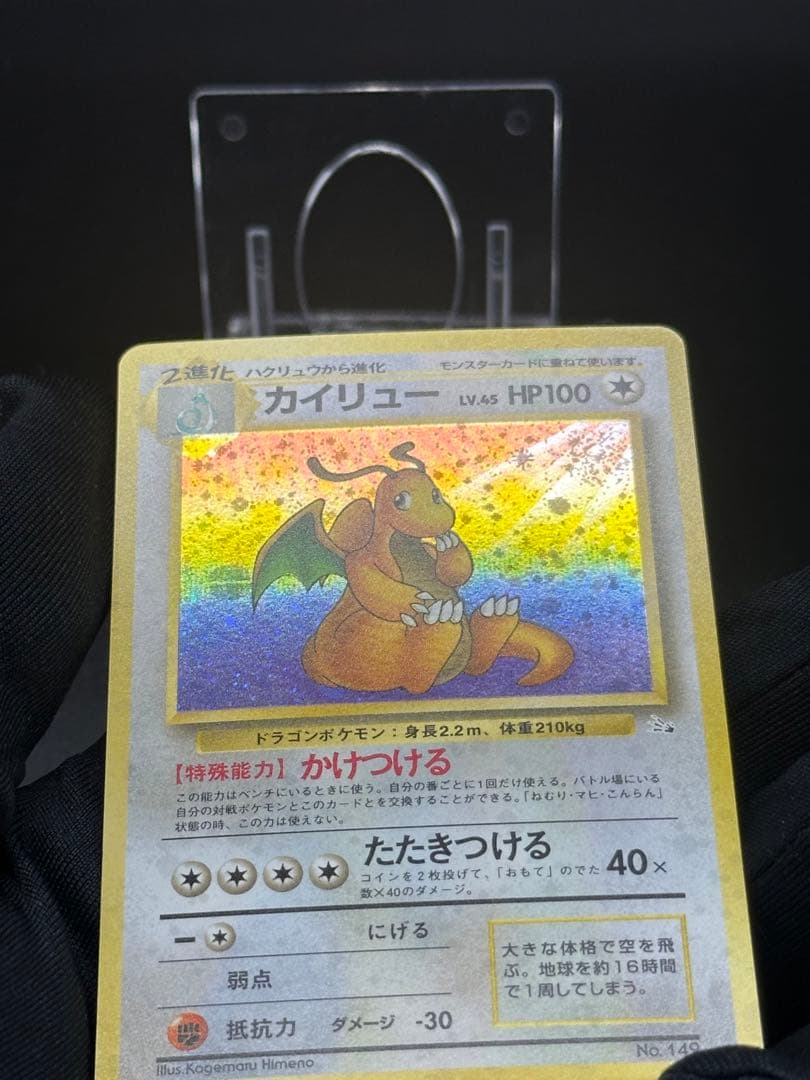 2進化 ハクリュウから進化 モンスターカードに重ねて使います。
カイリュー LV.45 HP100
ドラゴンポケモン：身長2.2m、体重210kg
【特殊能力】かけつける
この能力はベンチにいるときに使う。自分の番ごとに1回だけ使える。バトル場にいる
自分の対戦ポケモンとこのカードとを交換することができる。「ねむり・マヒ・こんらん」
状態の時、この力は使えない。
たたきつける 40×
コインを2枚投げて、「おもて」のでた
数×40のダメージ。
にげる
弱点
抵抗力 ダメージ -30
大きな体格で空を飛
ぶ。地球を約16時間
で1周してしまう。
Illus.Kagemaru Himeno No. 149